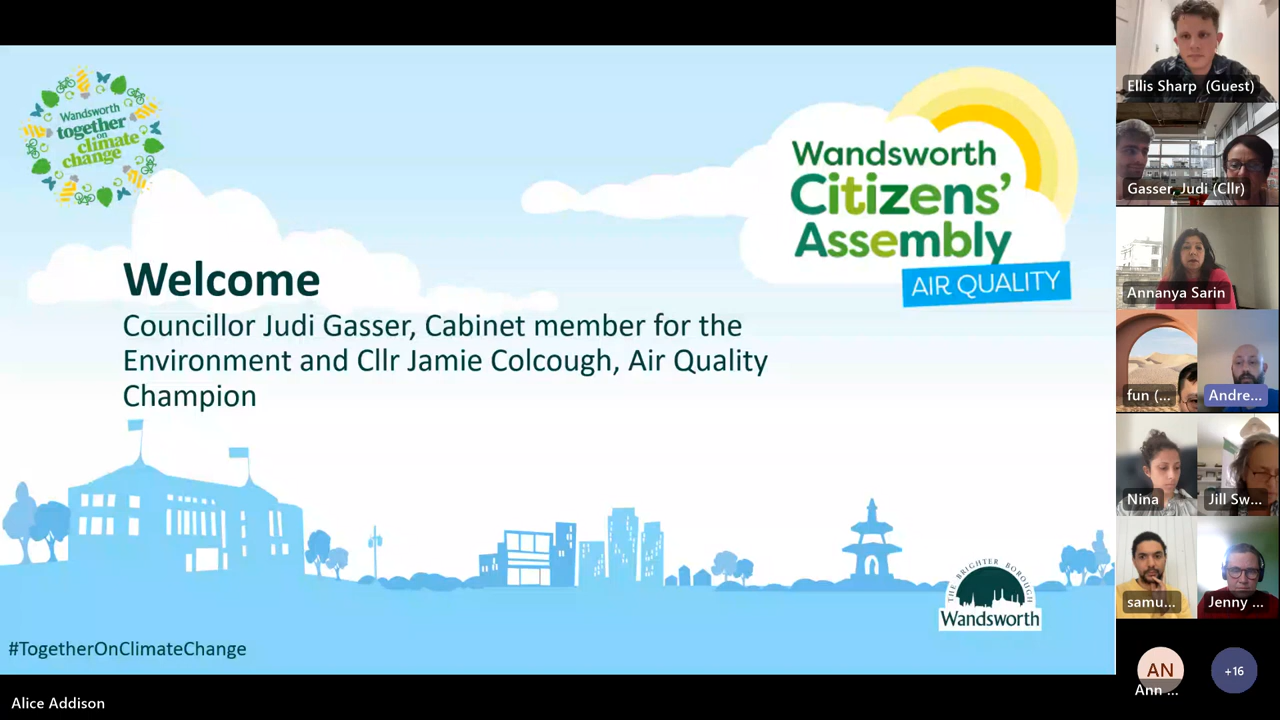 Wandsworth
together
on
climate
change
Wandsworth
Citizens'
Assembly
AIR QUALITY
Welcome
Councillor Judi Gasser, Cabinet member for the
Environment and Cllr Jamie Colcough, Air Quality
Champion
THE BRIGHTER BOROUGH
Wandsworth
#TogetherOnClimateChange
Alice Addison
Ellis Sharp (Guest)
Gasser, Judi (Cllr)
Annanya Sarin
fun (...
Andre...
Nina
Jill Sw...
samu...
Jenny ...
AN
Ann ...
+16